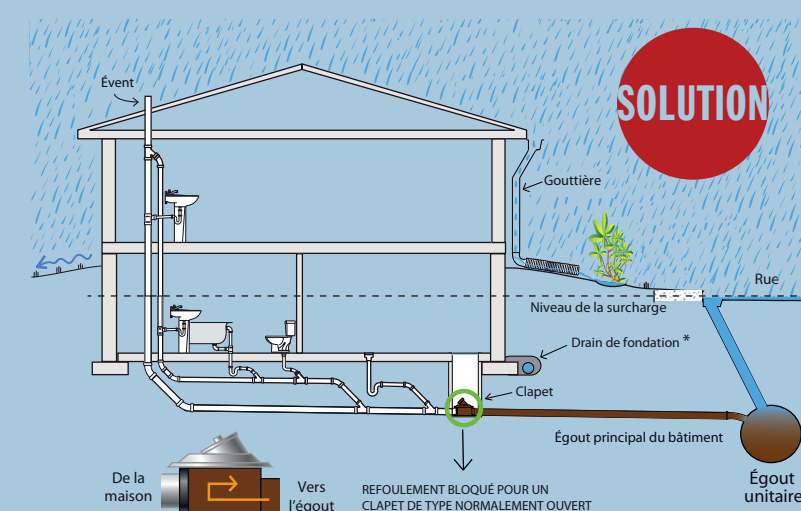 SOLUTION
Évent
Gouttière
Rue
Niveau de la surcharge
Drain de fondation *
Clapet
Égout principal du bâtiment
De la
maison
Vers
l'égout
REFOULEMENT BLOQUÉ POUR UN
CLAPET DE TYPE NORMALEMENT OUVERT
Égout
unitaire